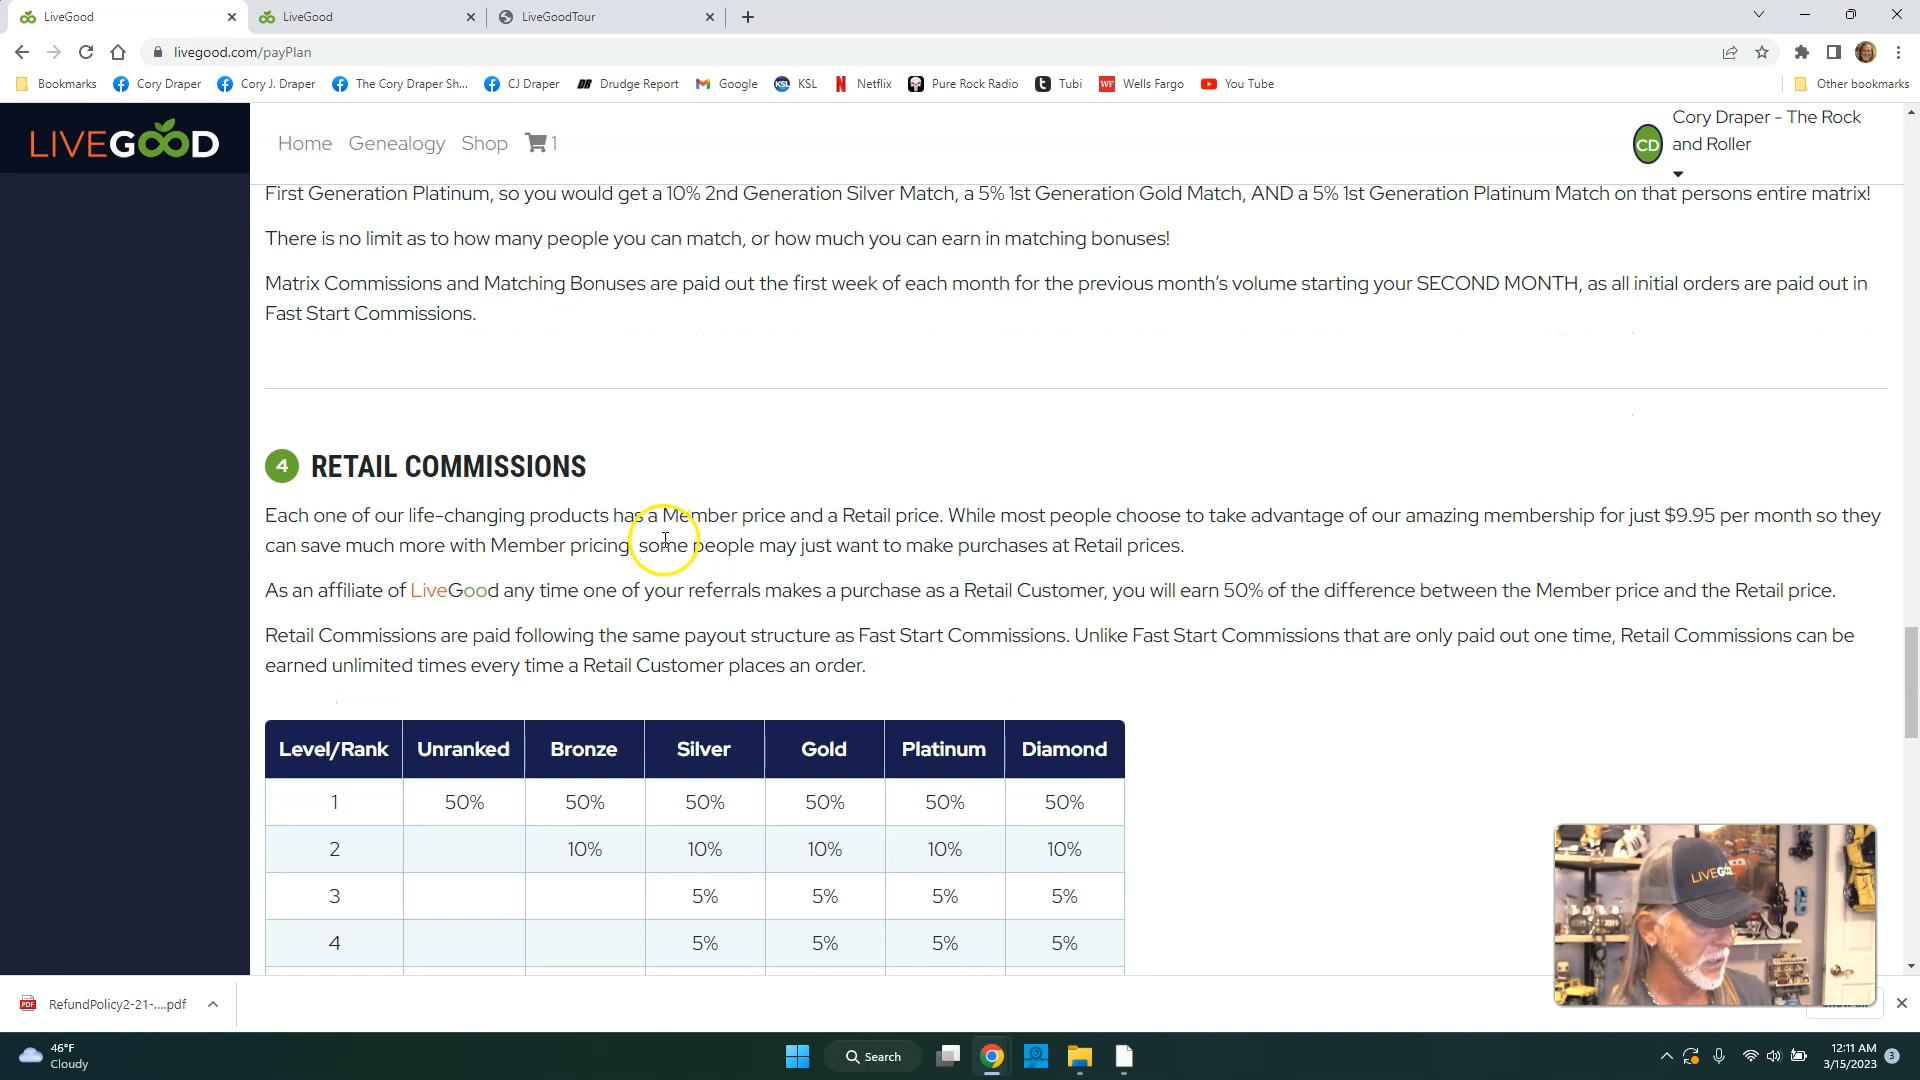 LiveGood
LiveGood
LiveGoodTour
livegood.com/payPlan
Bookmarks
Cory Draper
Cory J. Draper
The Cory Draper Sh...
CJ Draper
DR Drudge Report
Google
KSL KSL
Netflix
Pure Rock Radio
Tubi
WF Wells Fargo
You Tube
Other bookmarks
LIVEGOOD
Home Genealogy Shop 1
CD
Cory Draper - The Rock
and Roller
First Generation Platinum, so you would get a 10% 2nd Generation Silver Match, a 5% 1st Generation Gold Match, AND a 5% 1st Generation Platinum Match on that persons entire matrix!
There is no limit as to how many people you can match, or how much you can earn in matching bonuses!
Matrix Commissions and Matching Bonuses are paid out the first week of each month for the previous month's volume starting your SECOND MONTH, as all initial orders are paid out in
Fast Start Commissions.
4 RETAIL COMMISSIONS
Each one of our life-changing products has a Member price and a Retail price. While most people choose to take advantage of our amazing membership for just $9.95 per month so they
can save much more with Member pricing, some people may just want to make purchases at Retail prices.
As an affiliate of LiveGood any time one of your referrals makes a purchase as a Retail Customer, you will earn 50% of the difference between the Member price and the Retail price.
Retail Commissions are paid following the same payout structure as Fast Start Commissions. Unlike Fast Start Commissions that are only paid out one time, Retail Commissions can be
earned unlimited times every time a Retail Customer places an order.
Level/Rank Unranked Bronze Silver Gold Platinum Diamond
1 50% 50% 50% 50% 50% 50%
2 10% 10% 10% 10% 10%
3 5% 5% 5% 5%
4 5% 5% 5% 5%
LIVEGOOD
PDF RefundPolicy2-21-....pdf
46°F
Cloudy
Search
12:11 AM
3/15/2023
3